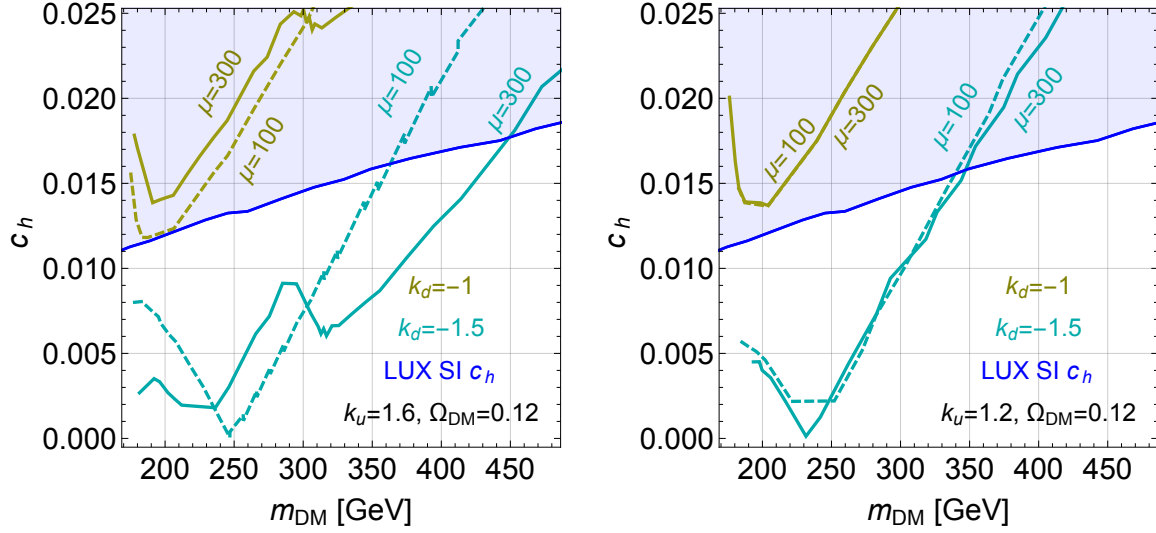 0.025
0.020
0.015
0.010
0.005
0.000
c_h
μ=300
μ=100
μ=100
μ=300
k_d=−1
k_d=−1.5
LUX SI c_h
k_u=1.6, Ω_DM=0.12
200 250 300 350 400 450
m_DM [GeV]
0.025
0.020
0.015
0.010
0.005
0.000
c_h
μ=100
μ=300
μ=100
μ=300
k_d=−1
k_d=−1.5
LUX SI c_h
k_u=1.2, Ω_DM=0.12
200 250 300 350 400 450
m_DM [GeV]